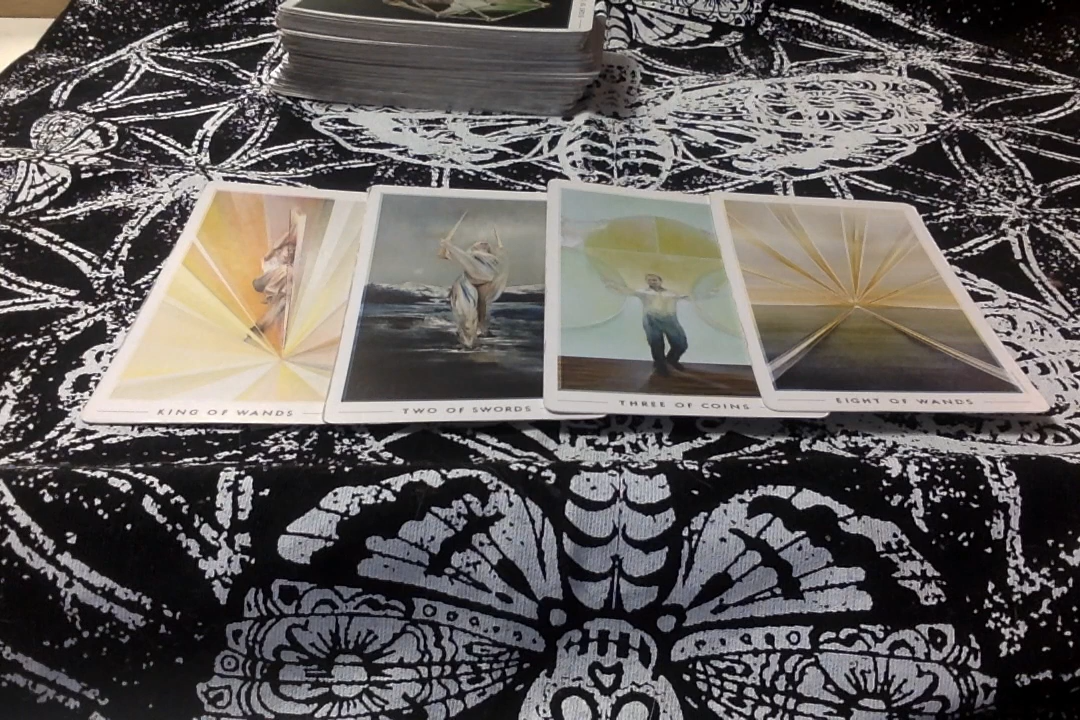 KING OF WANDS
TWO OF SWORDS
THREE OF COINS
EIGHT OF WANDS